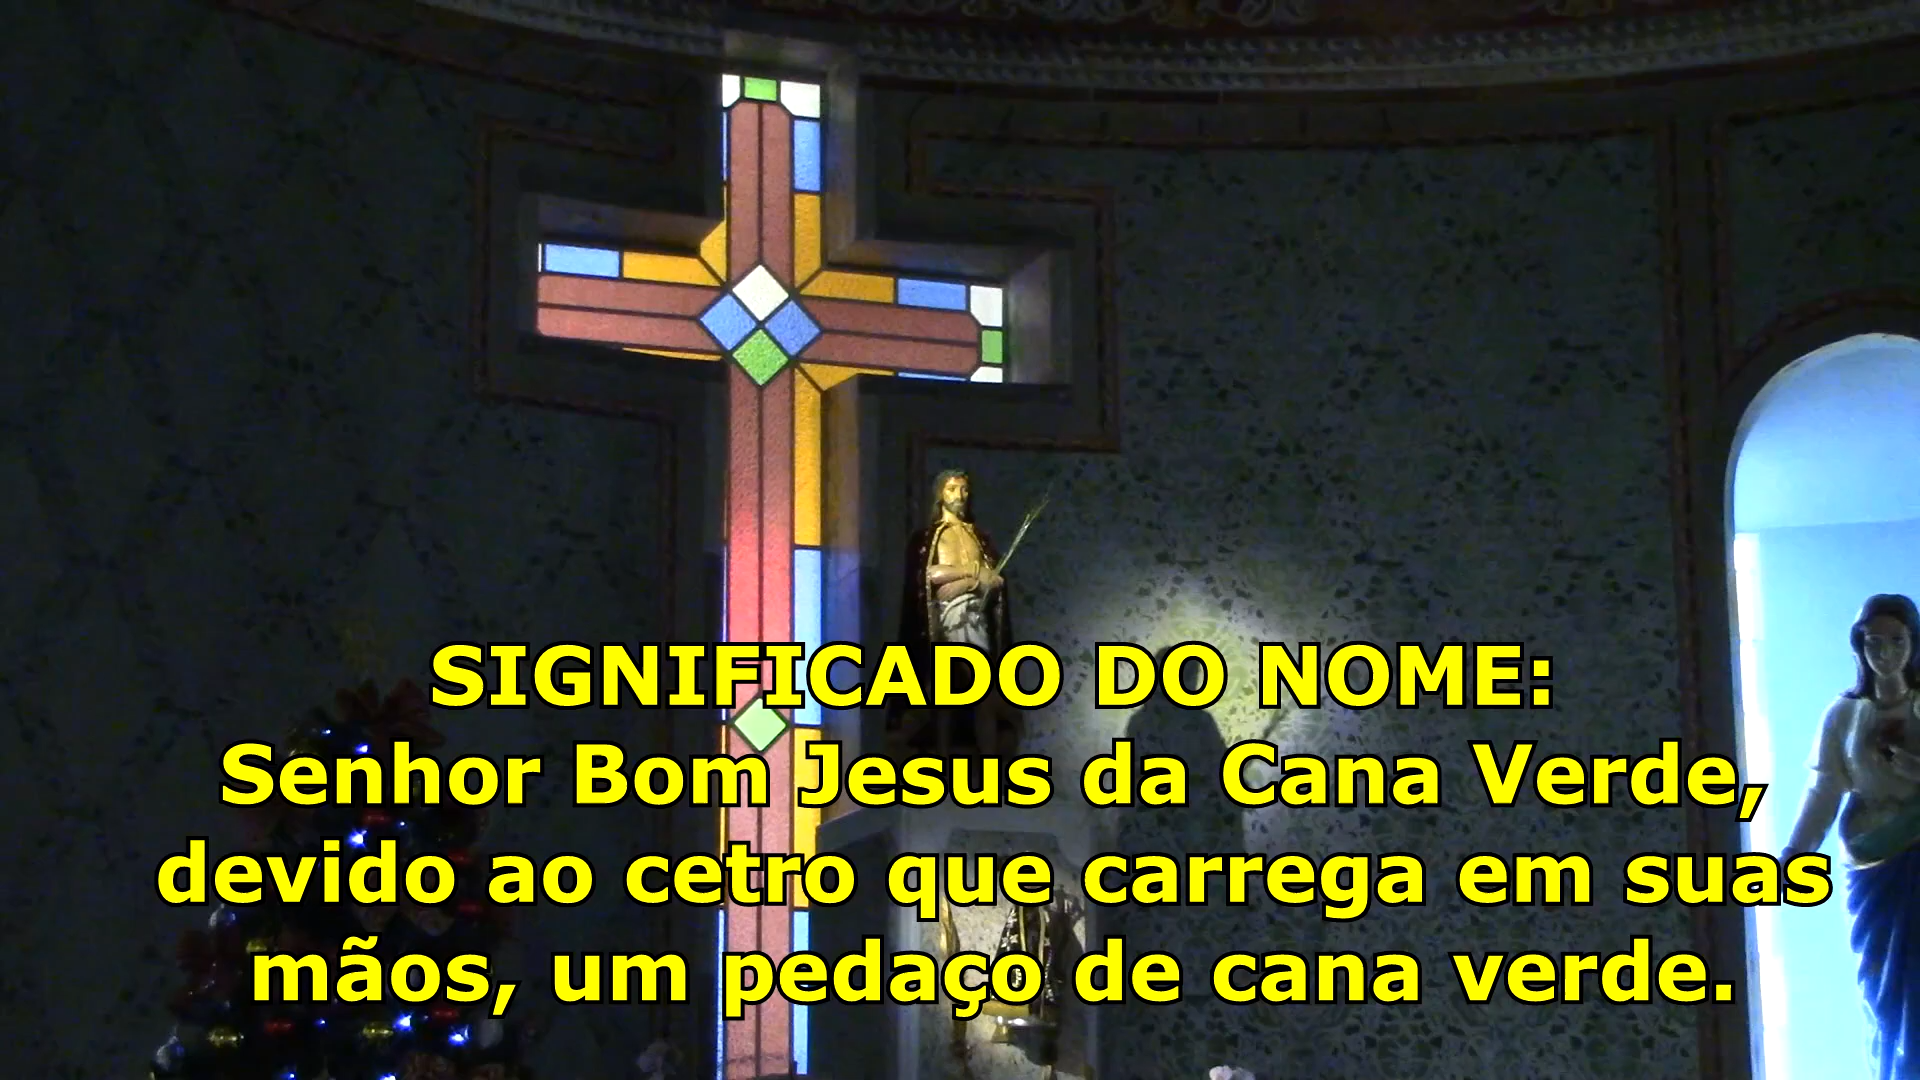 SIGNIFICADO DO NOME:
Senhor Bom Jesus da Cana Verde,
devido ao cetro que carrega em suas
mãos, um pedaço de cana verde.